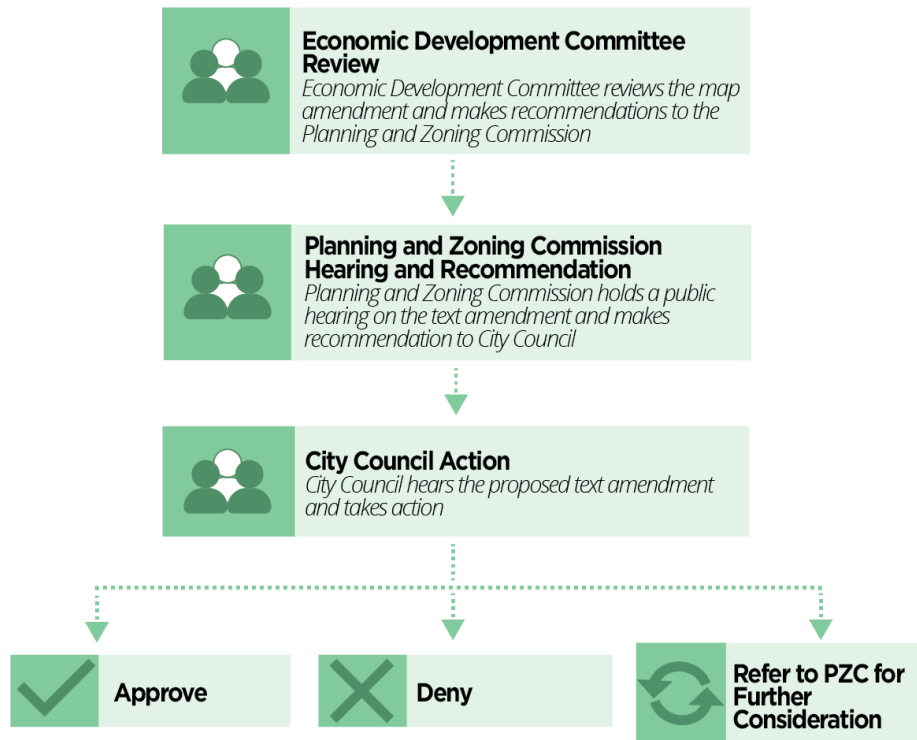 Economic Development Committee
Review
Economic Development Committee reviews the map
amendment and makes recommendations to the
Planning and Zoning Commission
Planning and Zoning Commission
Hearing and Recommendation
Planning and Zoning Commission holds a public
hearing on the text amendment and makes
recommendation to City Council
City Council Action
City Council hears the proposed text amendment
and takes action
Approve
Deny
Refer to PZC for
Further
Consideration